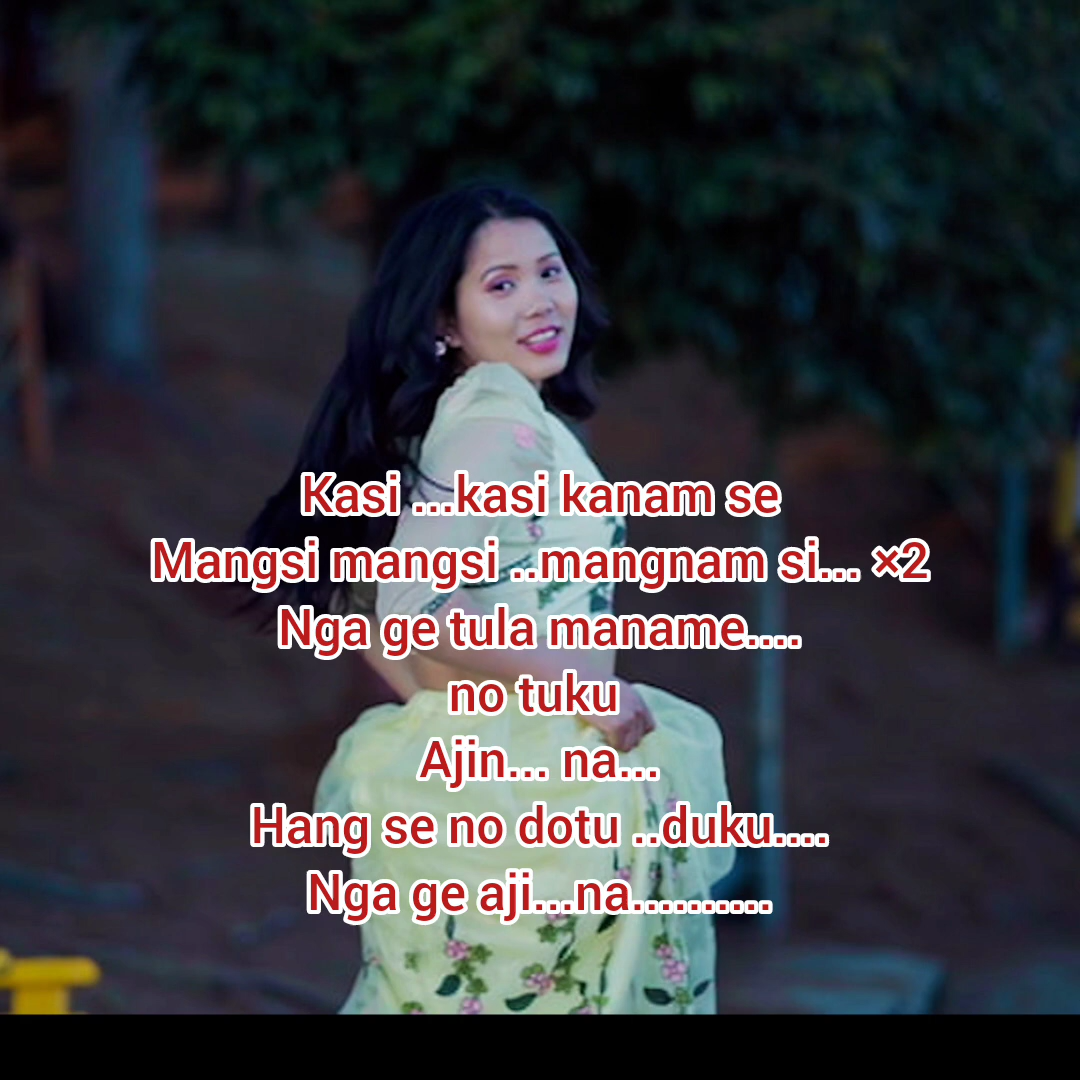 Kasi ...kasi kanam se
Mangsi mangsi ..mangnam si... ×2
Nga ge tula maname....
no tuku
Ajin... na...
Hang se no dotu ..duku....
Nga ge aji...na..........